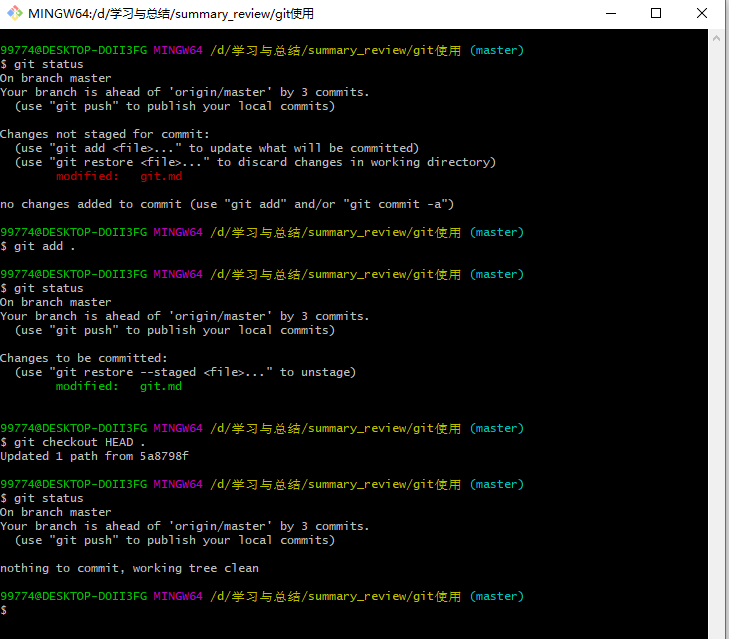 MINGW64:/d/学习与总结/summary_review/git使用
99774@DESKTOP-DOII3FG MINGW64 /d/学习与总结/summary_review/git使用 (master)
$ git status
On branch master
Your branch is ahead of 'origin/master' by 3 commits.
  (use "git push" to publish your local commits)
Changes not staged for commit:
  (use "git add <file>..." to update what will be committed)
  (use "git restore <file>..." to discard changes in working directory)
        modified:   git.md
no changes added to commit (use "git add" and/or "git commit -a")
99774@DESKTOP-DOII3FG MINGW64 /d/学习与总结/summary_review/git使用 (master)
$ git add .
99774@DESKTOP-DOII3FG MINGW64 /d/学习与总结/summary_review/git使用 (master)
$ git status
On branch master
Your branch is ahead of 'origin/master' by 3 commits.
  (use "git push" to publish your local commits)
Changes to be committed:
  (use "git restore --staged <file>..." to unstage)
        modified:   git.md
99774@DESKTOP-DOII3FG MINGW64 /d/学习与总结/summary_review/git使用 (master)
$ git checkout HEAD .
Updated 1 path from 5a8798f
99774@DESKTOP-DOII3FG MINGW64 /d/学习与总结/summary_review/git使用 (master)
$ git status
On branch master
Your branch is ahead of 'origin/master' by 3 commits.
  (use "git push" to publish your local commits)
nothing to commit, working tree clean
99774@DESKTOP-DOII3FG MINGW64 /d/学习与总结/summary_review/git使用 (master)
$